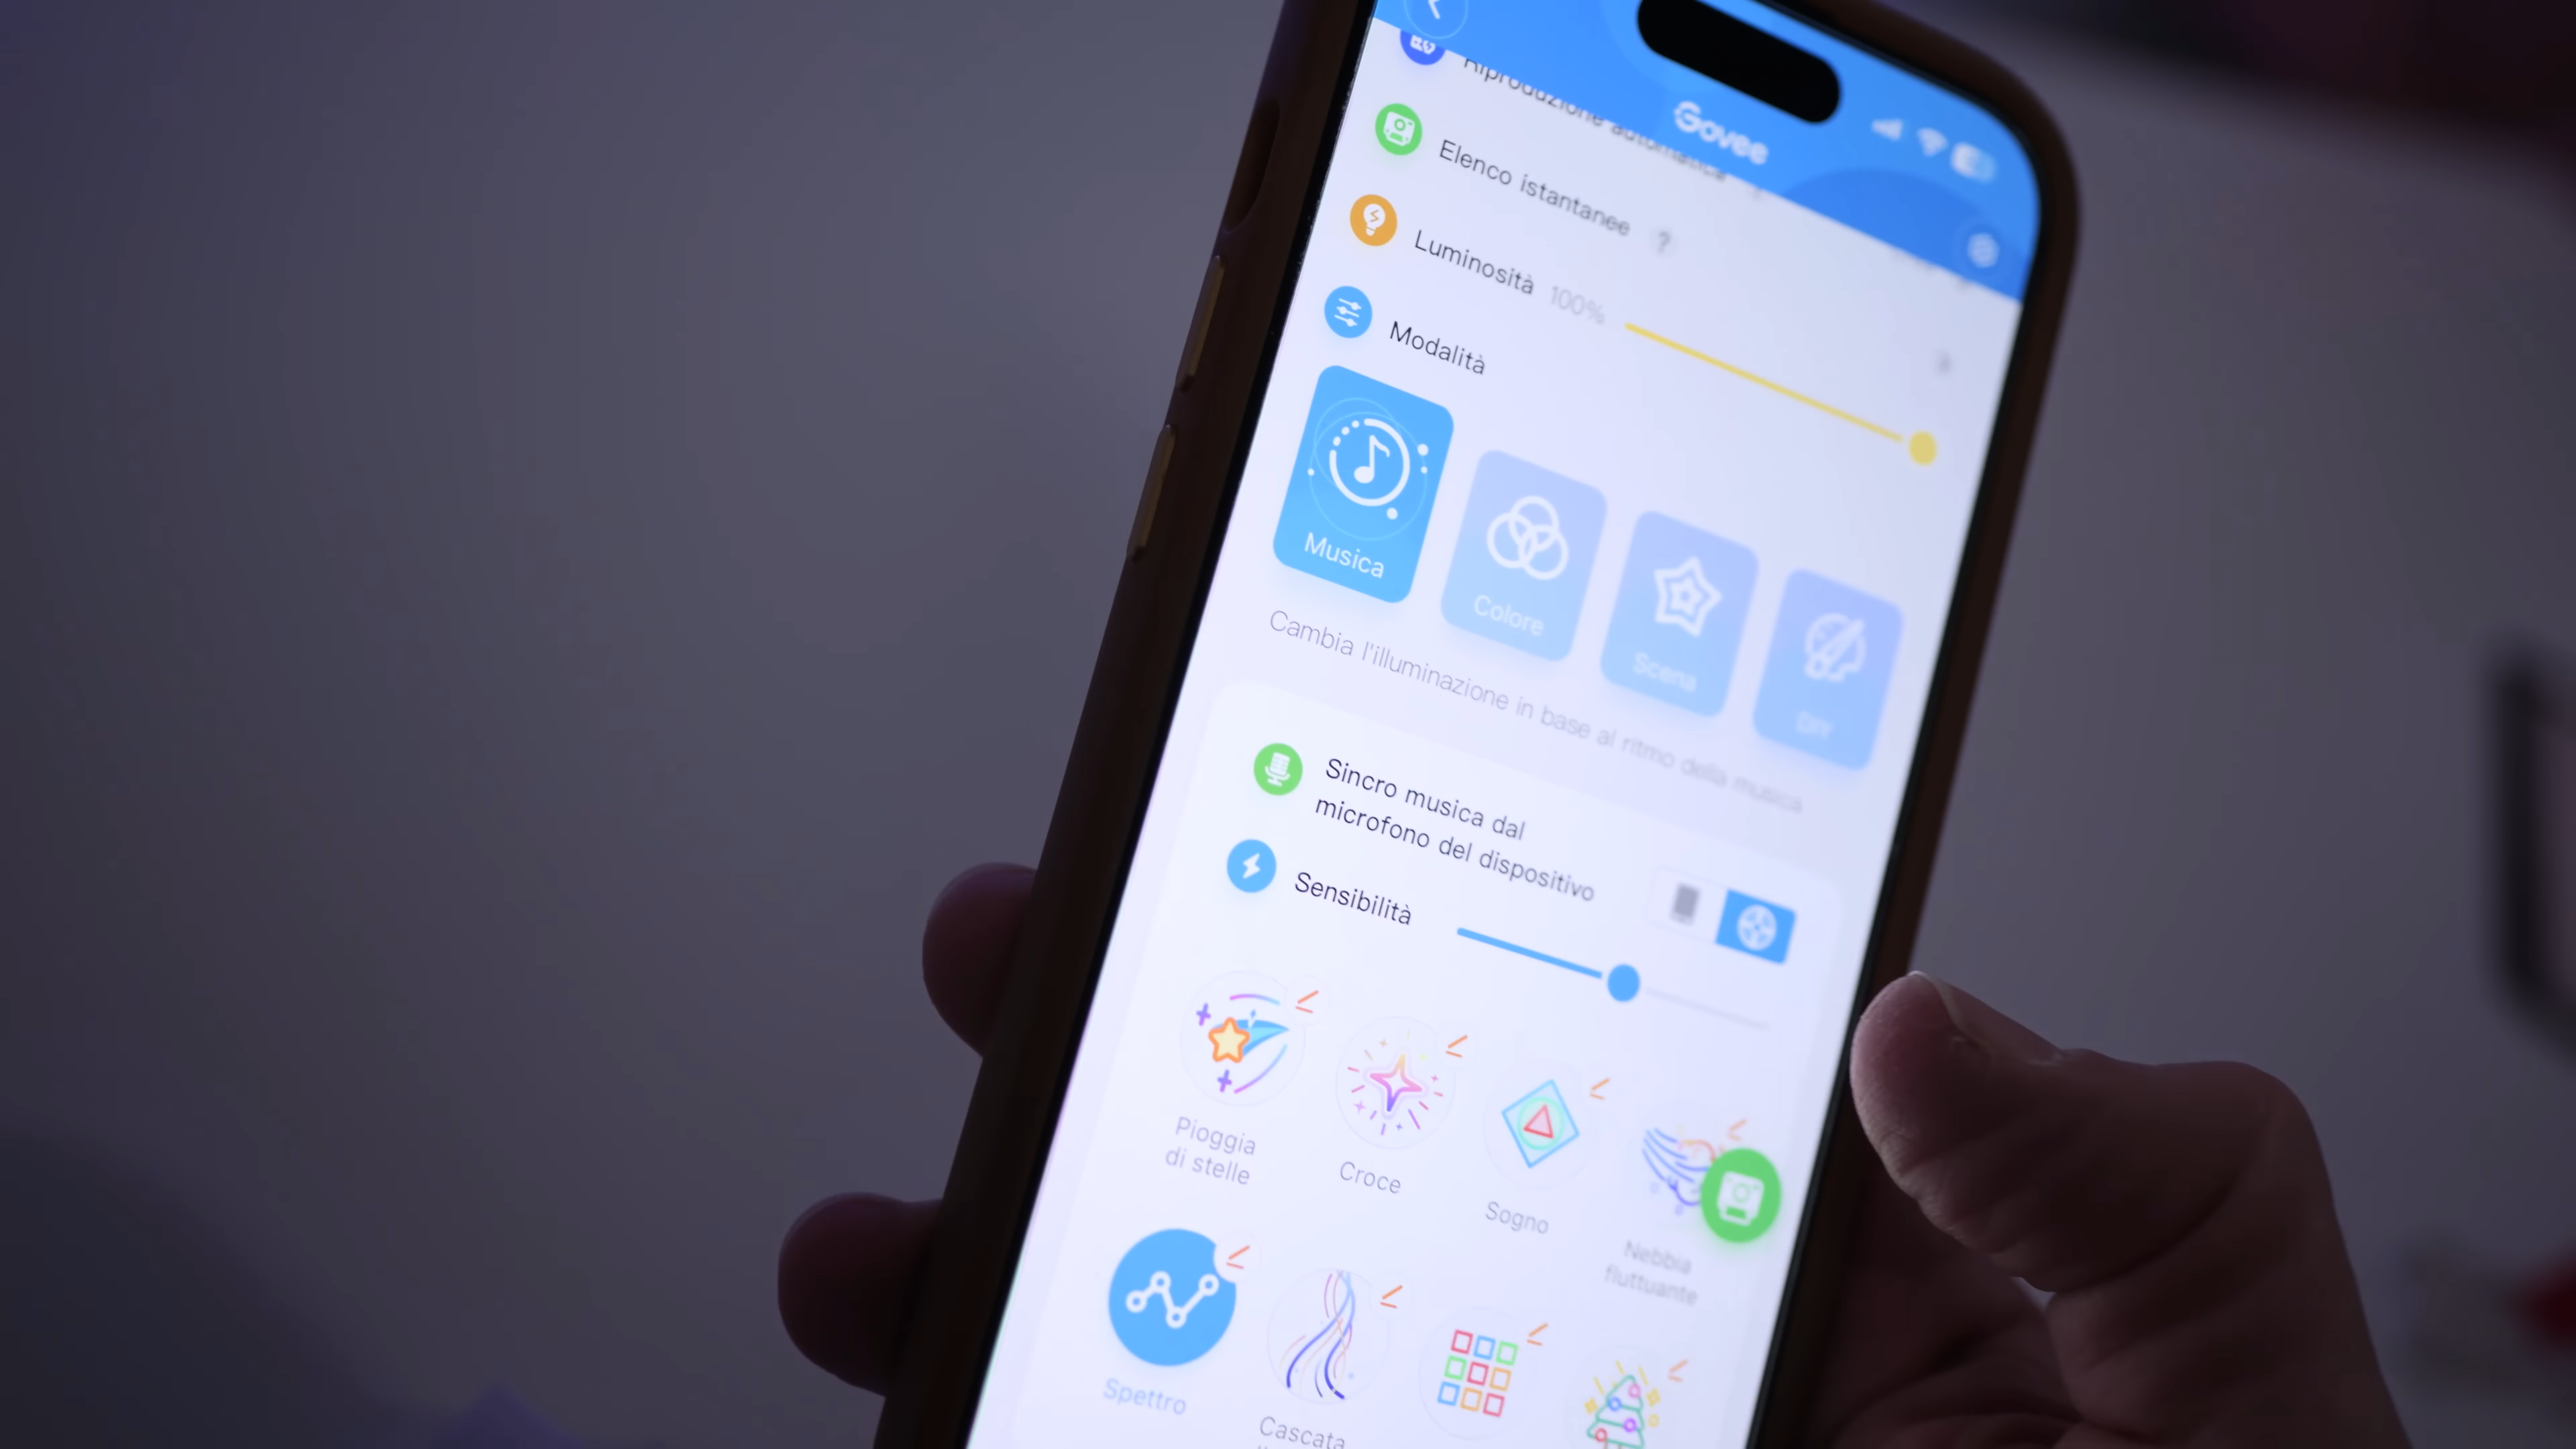 Govee
Riproduzione automatica
Elenco istantanee ?
Luminosità 100%
Modalità
Musica
Colore
Scena
DIY
Cambia l'illuminazione in base al ritmo della musica
Sincro musica dal
microfono del dispositivo
Sensibilità
Pioggia
di stelle
Croce
Sogno
Nebbia
fluttuante
Spettro
Cascata